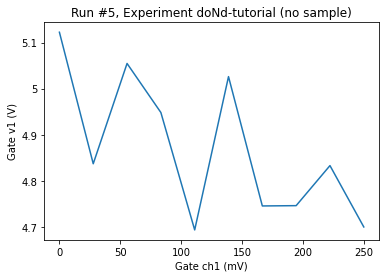 Run #5, Experiment doNd-tutorial (no sample)
5.1
5
4.9
4.8
4.7
Gate v1 (V)
0 50 100 150 200 250
Gate ch1 (mV)